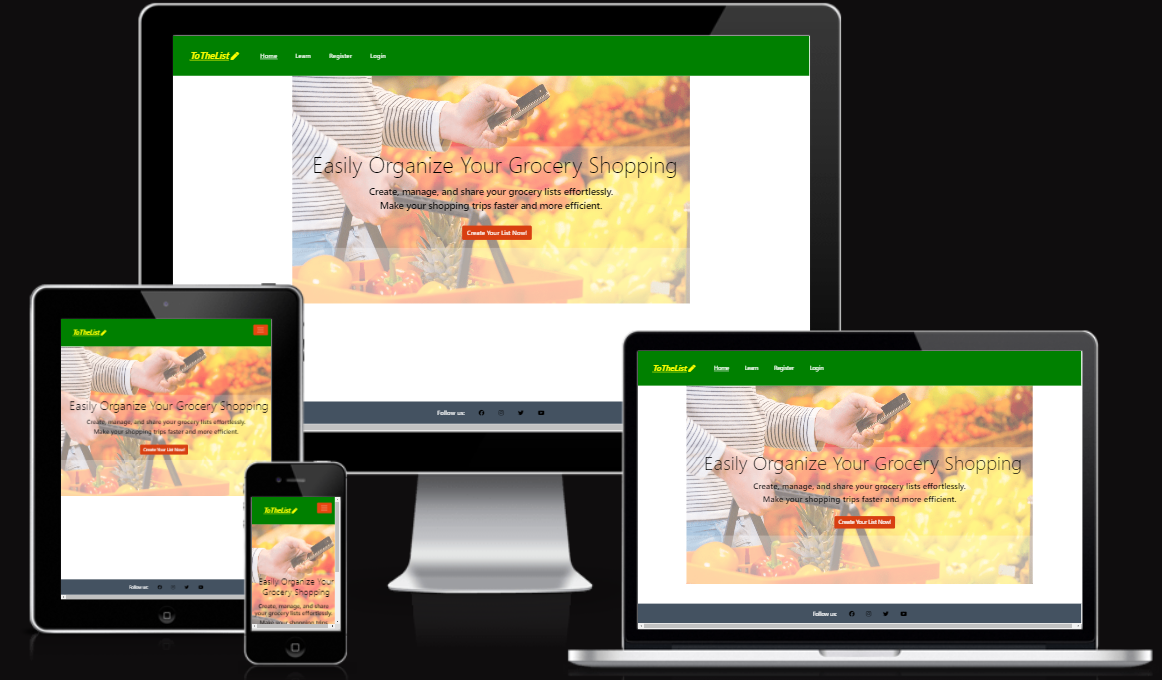 ToTheList
Home Learn Register Login
Easily Organize Your Grocery Shopping
Create, manage, and share your grocery lists effortlessly.
Make your shopping trips faster and more efficient.
Create Your List Now!
Follow us:
ToTheList
Easily Organize Your Grocery Shopping
Create, manage, and share your grocery lists effortlessly.
Make your shopping trips faster and more efficient.
Create Your List Now!
Follow us:
ToTheList
Easily Organize Your
Grocery Shopping
Create, manage, and share
your grocery lists effortlessly.
Make your shopping trips
ToTheList
Home Learn Register Login
Easily Organize Your Grocery Shopping
Create, manage, and share your grocery lists effortlessly.
Make your shopping trips faster and more efficient.
Create Your List Now!
Follow us: